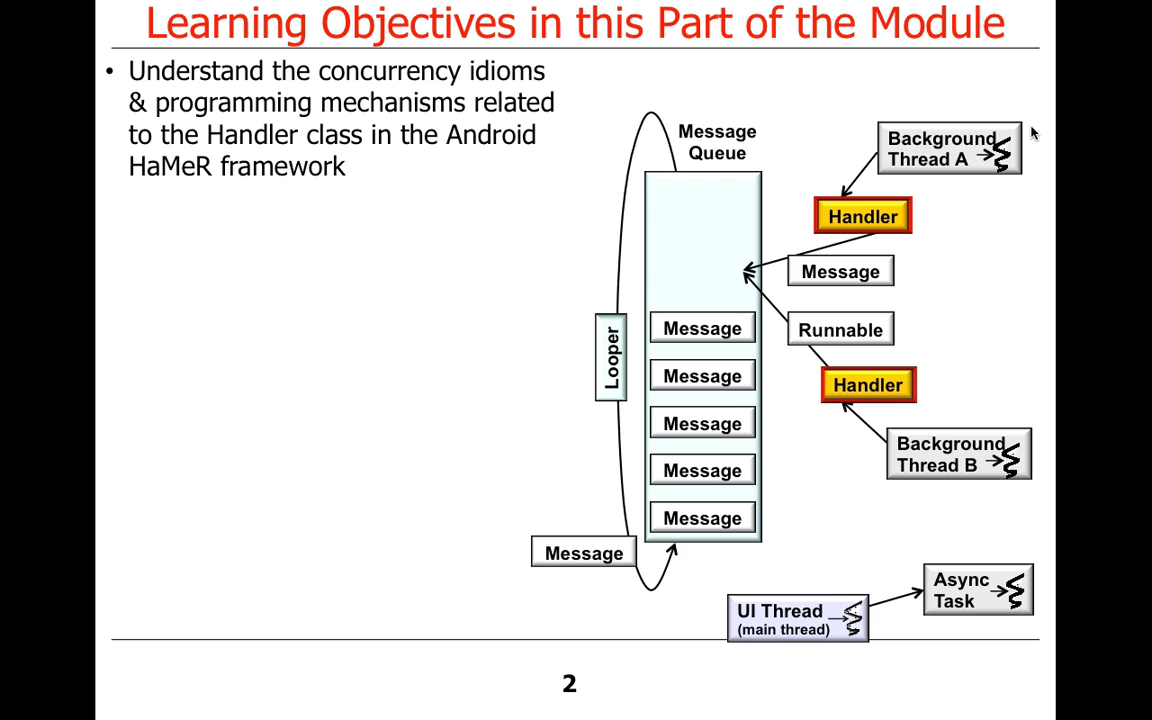 Learning Objectives in this Part of the Module
• Understand the concurrency idioms
& programming mechanisms related
to the Handler class in the Android
HaMeR framework
Message
Queue
Background
Thread A
Handler
Message
Runnable
Handler
Background
Thread B
Looper
Message
Message
Message
Message
Message
Message
Async
Task
UI Thread
(main thread)
2